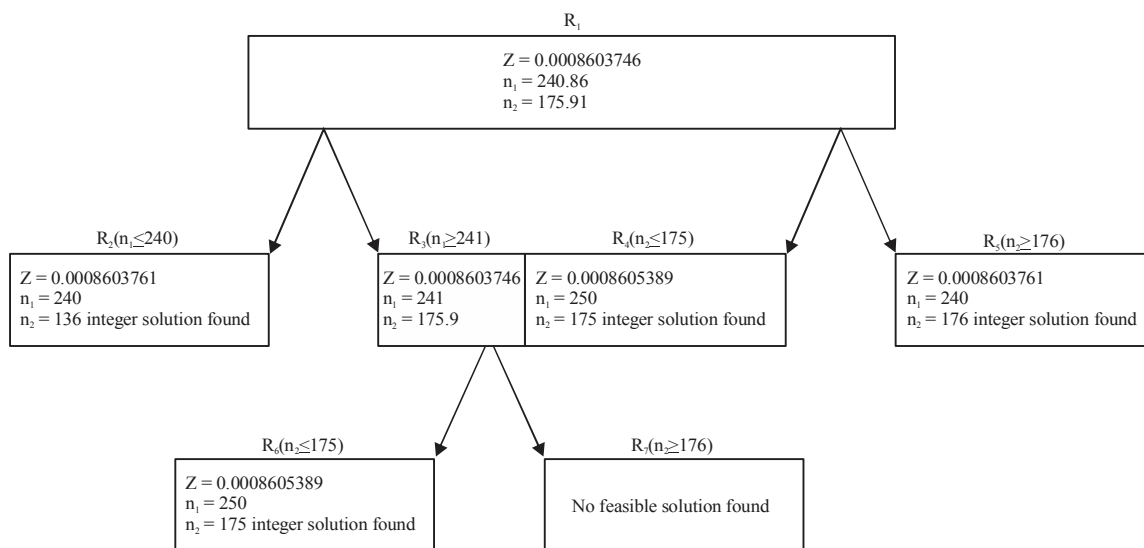 R₁
Z = 0.0008603746
n₁ = 240.86
n₂ = 175.91
R₂(n₁≤240)
Z = 0.0008603761
n₁ = 240
n₂ = 136 integer solution found
R₃(n₁≥241)
Z = 0.0008603746
n₁ = 241
n₂ = 175.9
R₄(n₂≤175)
Z = 0.0008605389
n₁ = 250
n₂ = 175 integer solution found
R₅(n₂≥176)
Z = 0.0008603761
n₁ = 240
n₂ = 176 integer solution found
R₆(n₂≤175)
Z = 0.0008605389
n₁ = 250
n₂ = 175 integer solution found
R₇(n₂≥176)
No feasible solution found